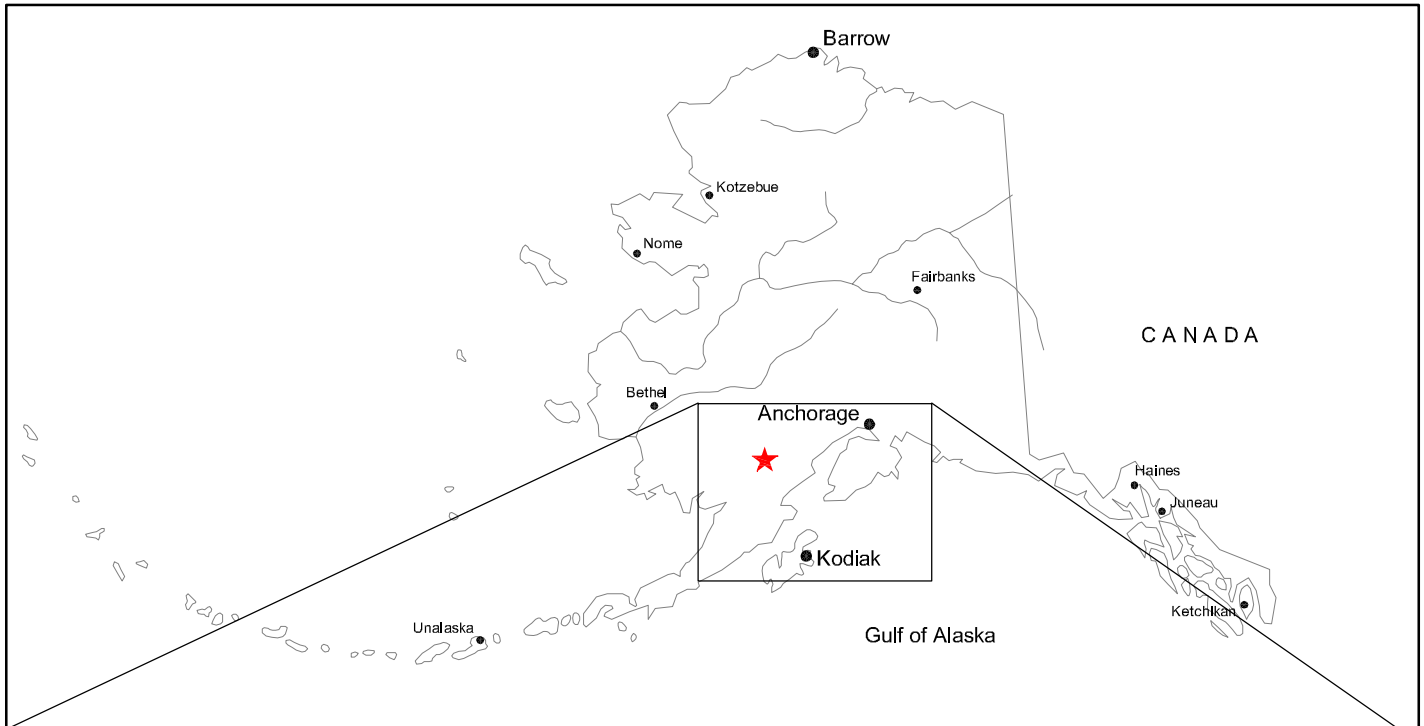 Barrow
Kotzebue
Nome
Fairbanks
CANADA
Bethel
Anchorage
Haines
Juneau
Kodiak
Ketchikan
Unalaska
Gulf of Alaska